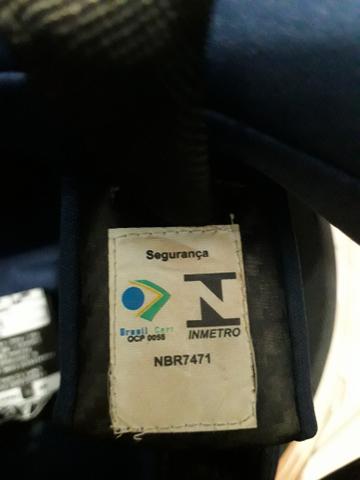 Segurança
Brasil Cert
OCP 0055
INMETRO
NBR7471